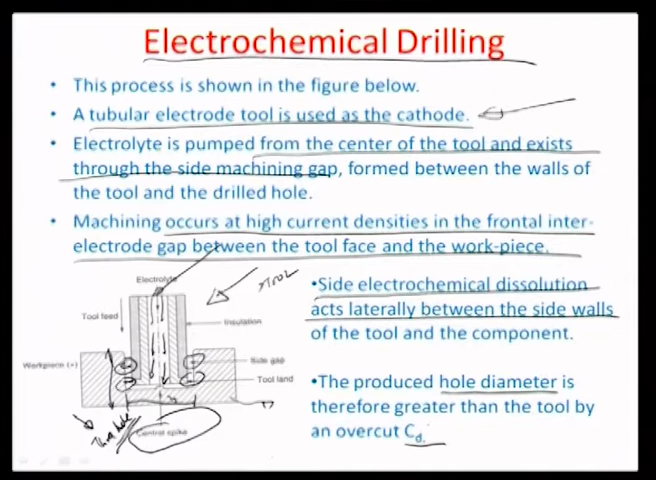 Electrochemical Drilling
• This process is shown in the figure below.
• A tubular electrode tool is used as the cathode.
• Electrolyte is pumped from the center of the tool and exists
through the side machining gap, formed between the walls of
the tool and the drilled hole.
• Machining occurs at high current densities in the frontal inter-
electrode gap between the tool face and the work-piece.
Electrolyte
Tool feed
Insulation
Workpiece (+)
Side gap
Tool land
Central spike
Thru hole
•Side electrochemical dissolution
acts laterally between the side walls
of the tool and the component.
•The produced hole diameter is
therefore greater than the tool by
an overcut Cd.